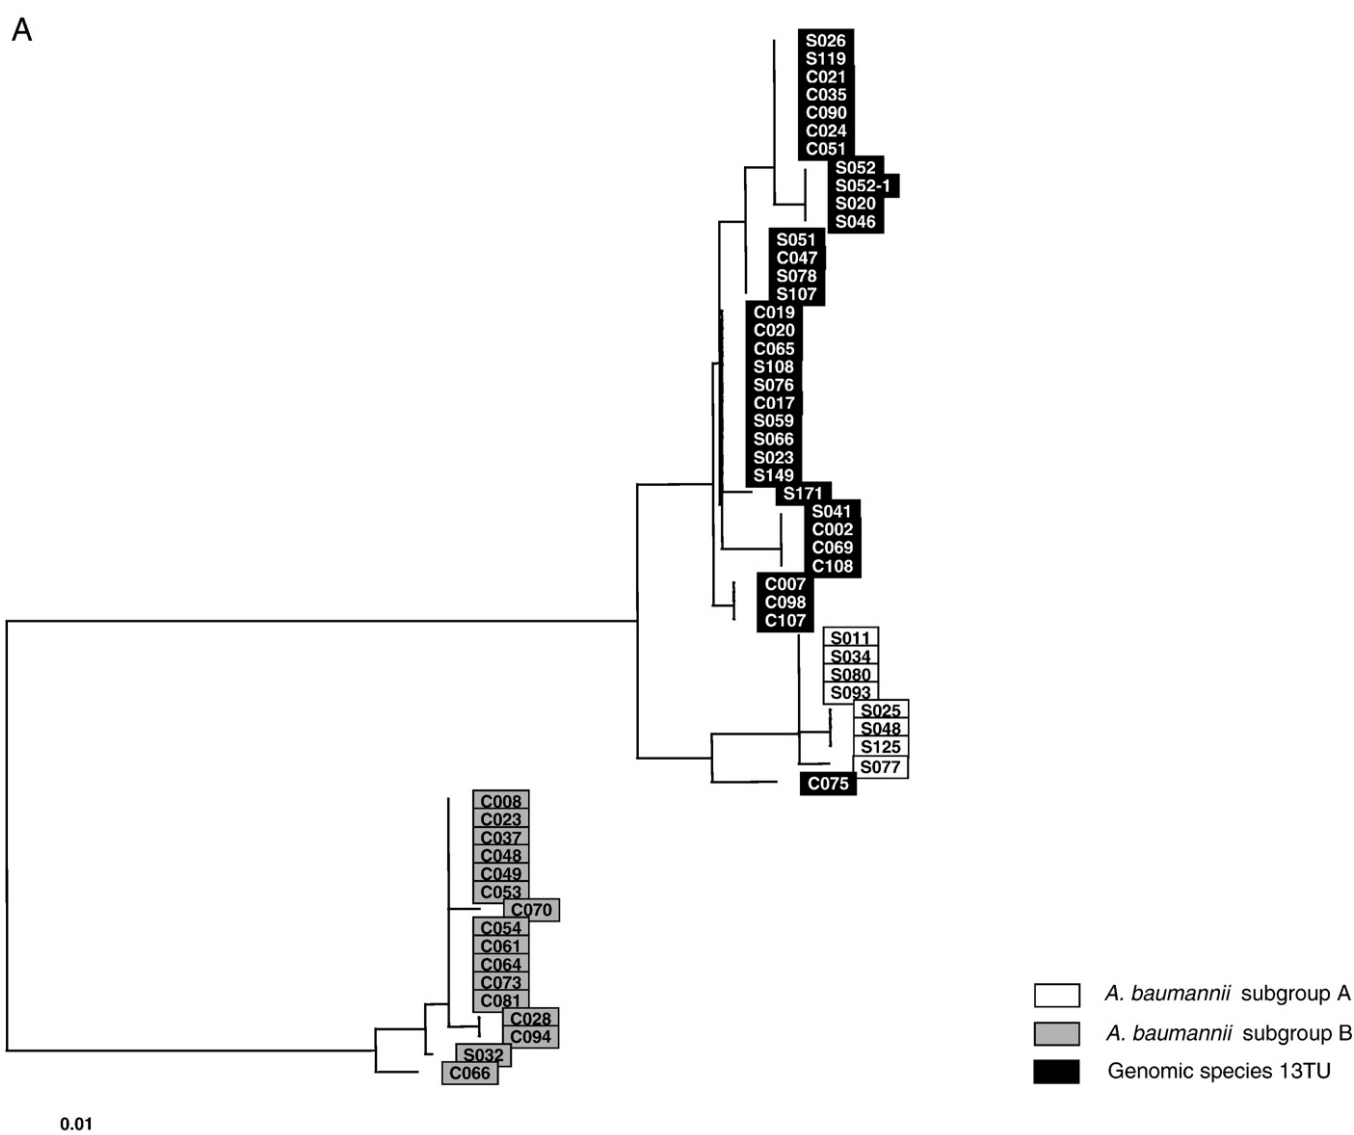 A
S026
S119
C021
C035
C090
C024
C051
S052
S052-1
S020
S046
S051
C047
S078
S107
C019
C020
C065
S108
S076
C017
S059
S066
S023
S149
S171
S041
C002
C069
C108
C007
C098
C107
S011
S034
S080
S093
S025
S048
S125
S077
C075
C008
C023
C037
C048
C049
C053
C070
C054
C061
C064
C073
C081
C028
C094
S032
C066
A. baumannii subgroup A
A. baumannii subgroup B
Genomic species 13TU
0.01